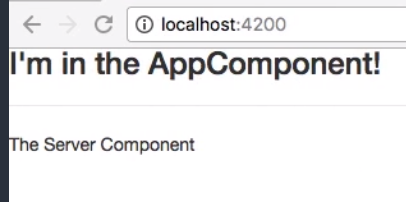 localhost:4200
I'm in the AppComponent!
The Server Component